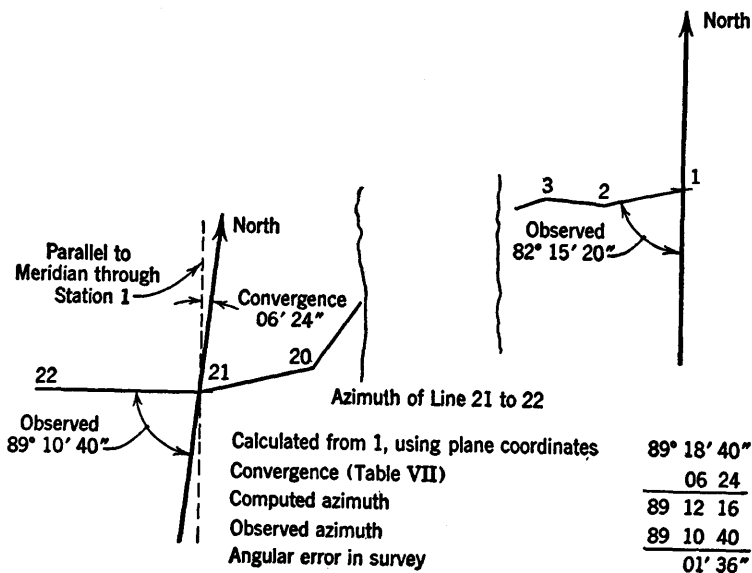 North
1
3
2
Observed
82° 15′ 20″
North
Parallel to
Meridian through
Station 1
Convergence
06′ 24″
20
21
22
Observed
89° 10′ 40″
Azimuth of Line 21 to 22
Calculated from 1, using plane coordinates 89° 18′ 40″
Convergence (Table VII) 06 24
Computed azimuth 89 12 16
Observed azimuth 89 10 40
Angular error in survey 01′ 36″